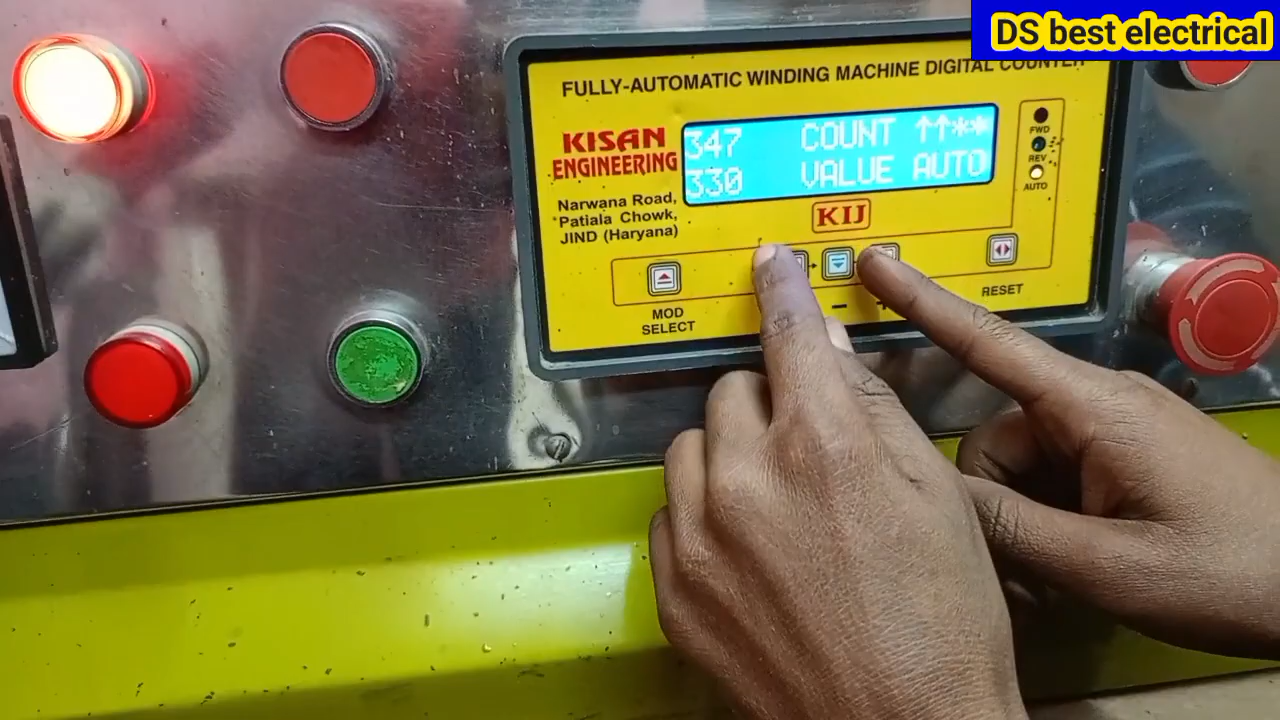 DS best electrical
FULLY-AUTOMATIC WINDING MACHINE DIGITAL COUNTER
KISAN
ENGINEERING
Narwana Road,
Patiala Chowk,
JIND (Haryana)
347 COUNT ↑↑**
330 VALUE AUTO
KIJ
FWD
REV
AUTO
MOD
SELECT
−
+
RESET